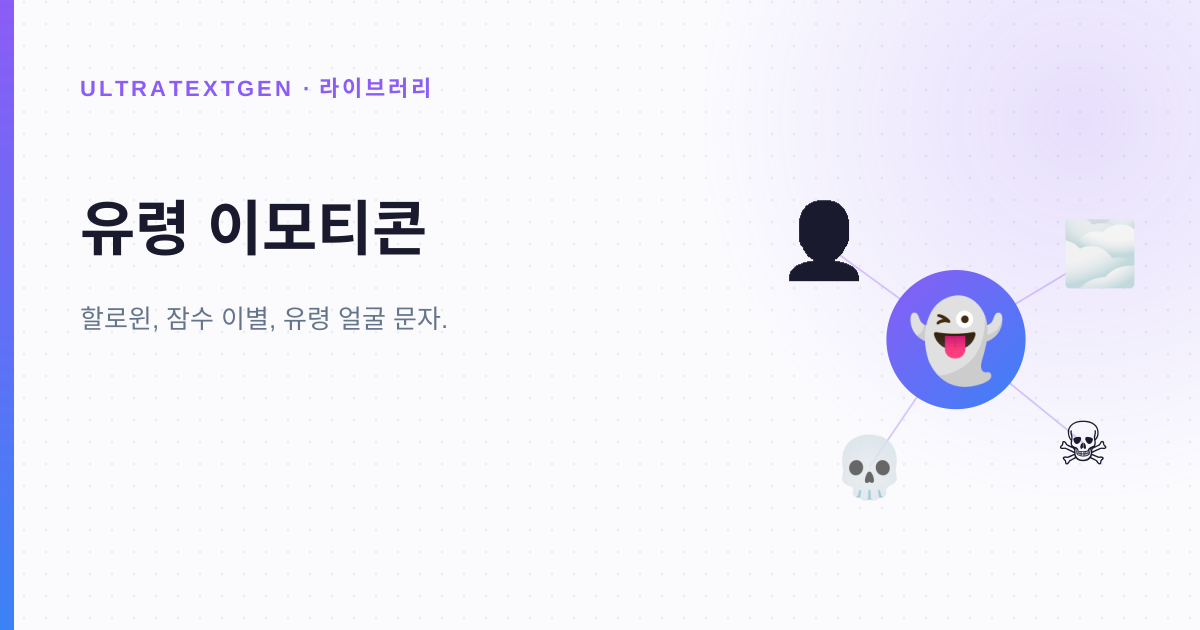 ULTRATEXTGEN · 라이브러리
유령 이모티콘
할로윈, 잠수 이별, 유령 얼굴 문자.